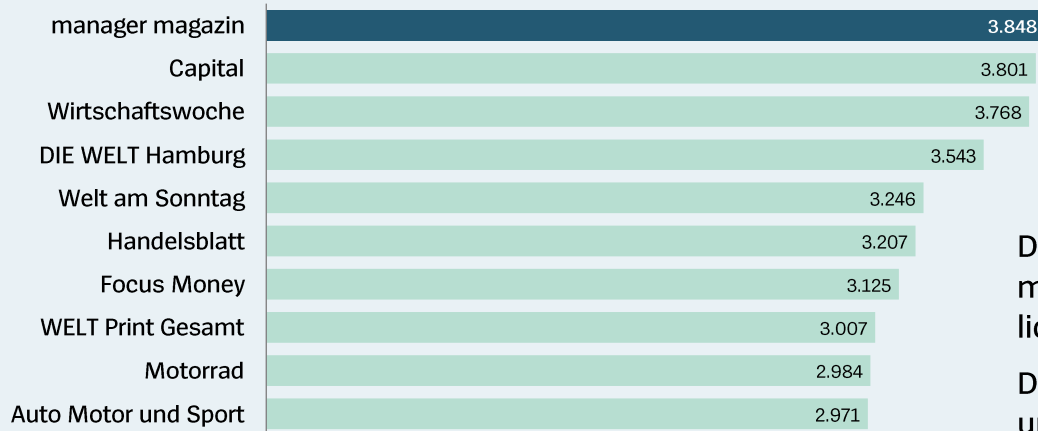 manager magazin 3.848
Capital 3.801
Wirtschaftswoche 3.768
DIE WELT Hamburg 3.543
Welt am Sonntag 3.246
Handelsblatt 3.207
Focus Money 3.125
WELT Print Gesamt 3.007
Motorrad 2.984
Auto Motor und Sport 2.971